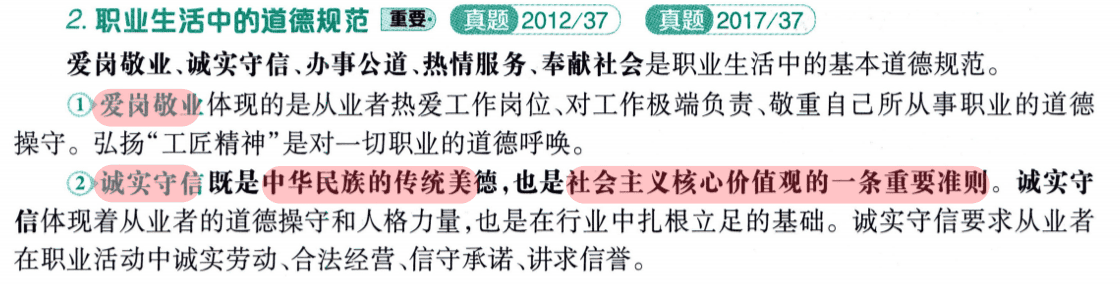 2. 职业生活中的道德规范 重要 真题 2012/37 真题 2017/37
爱岗敬业、诚实守信、办事公道、热情服务、奉献社会是职业生活中的基本道德规范。
①爱岗敬业体现的是从业者热爱工作岗位、对工作极端负责、敬重自己所从事职业的道德
操守。弘扬“工匠精神”是对一切职业的道德呼唤。
②诚实守信既是中华民族的传统美德,也是社会主义核心价值观的一条重要准则。诚实守
信体现着从业者的道德操守和人格力量,也是在行业中扎根立足的基础。诚实守信要求从业者
在职业活动中诚实劳动、合法经营、信守承诺、讲求信誉。